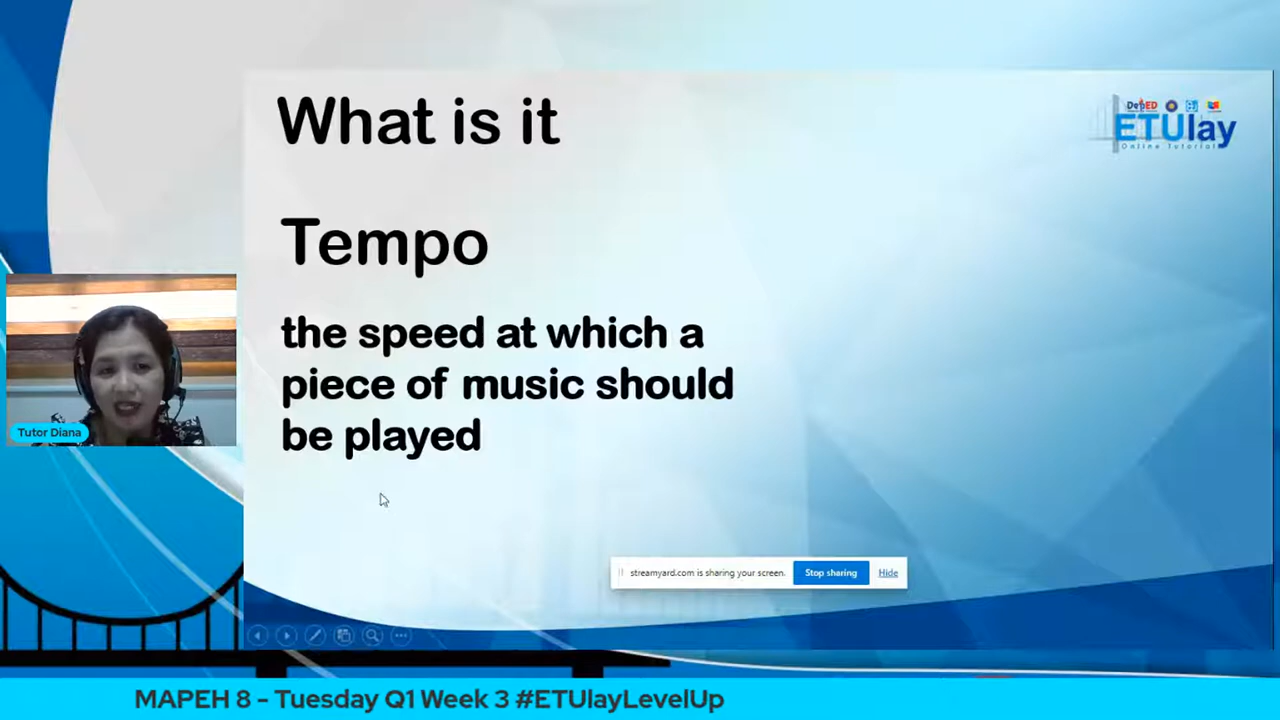 What is it
DepED
ETUlay
Online Tutorial
Tempo
the speed at which a
piece of music should
be played
Tutor Diana
streamyard.com is sharing your screen.
Stop sharing
Hide
MAPEH 8 - Tuesday Q1 Week 3 #ETUlayLevelUp